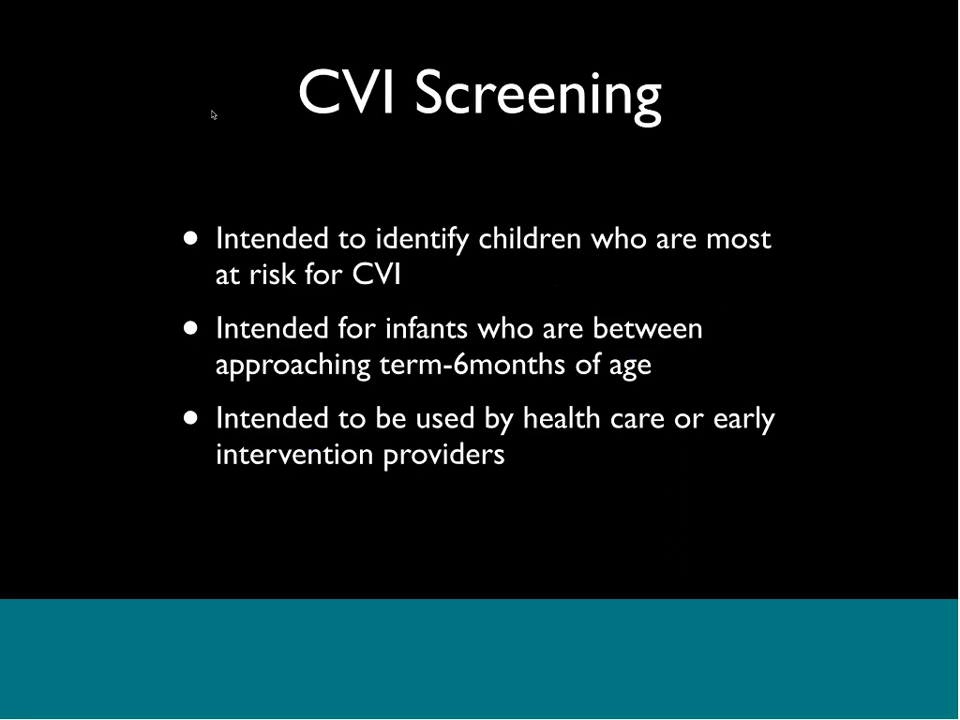 CVI Screening
• Intended to identify children who are most
at risk for CVI
• Intended for infants who are between
approaching term-6months of age
• Intended to be used by health care or early
intervention providers